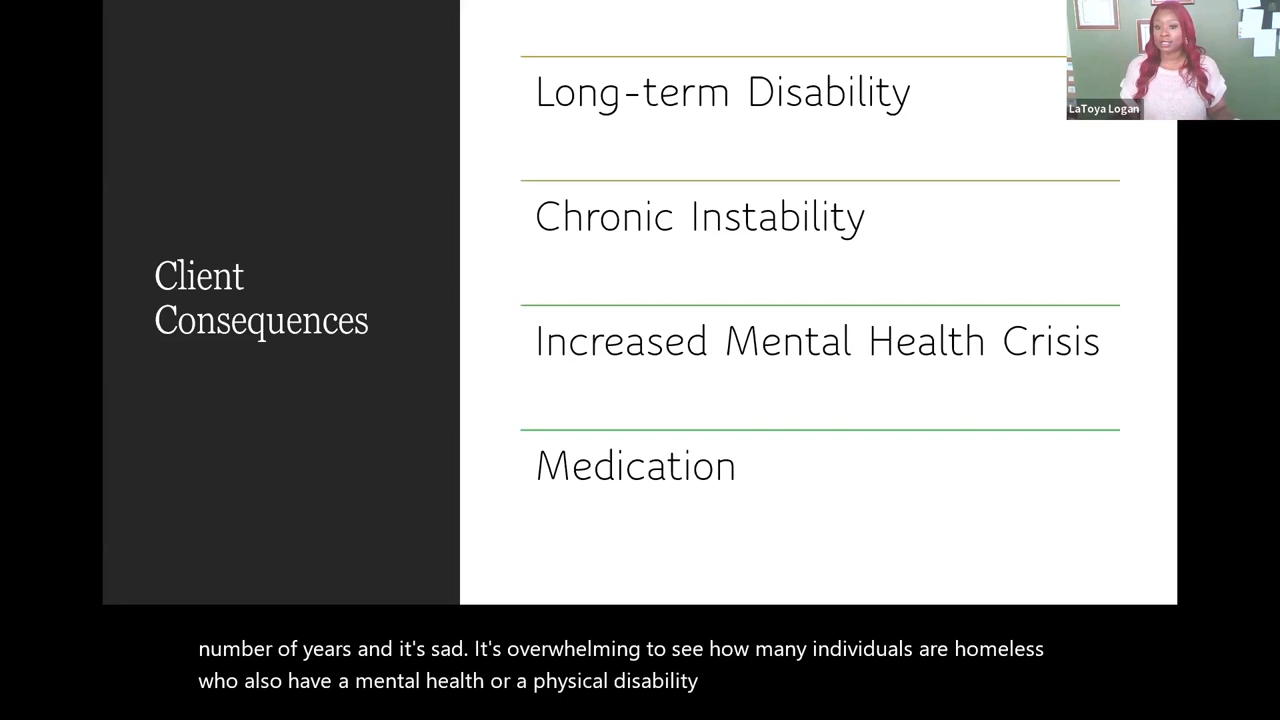 Client
Consequences
Long-term Disability
Chronic Instability
Increased Mental Health Crisis
Medication
LaToya Logan
number of years and it's sad. It's overwhelming to see how many individuals are homeless
who also have a mental health or a physical disability